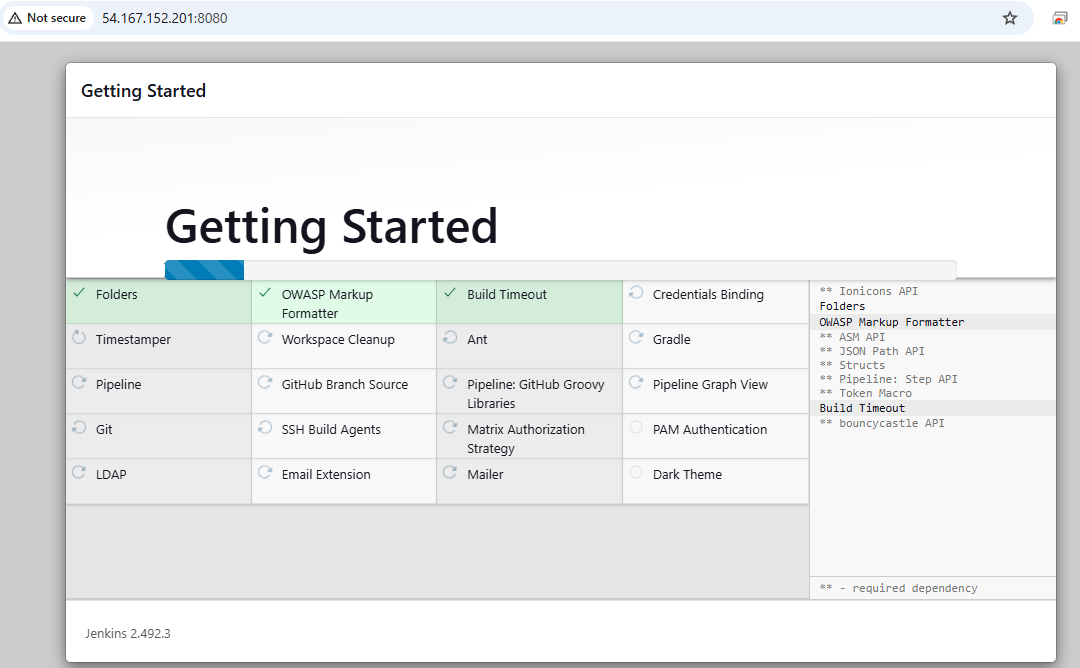 Not secure 54.167.152.201:8080
Getting Started
Getting Started
Folders
OWASP Markup
Formatter
Build Timeout
Credentials Binding
Timestamper
Workspace Cleanup
Ant
Gradle
Pipeline
GitHub Branch Source
Pipeline: GitHub Groovy
Libraries
Pipeline Graph View
Git
SSH Build Agents
Matrix Authorization
Strategy
PAM Authentication
LDAP
Email Extension
Mailer
Dark Theme
** Ionicons API
Folders
OWASP Markup Formatter
** ASM API
** JSON Path API
** Structs
** Pipeline: Step API
** Token Macro
Build Timeout
** bouncycastle API
** - required dependency
Jenkins 2.492.3